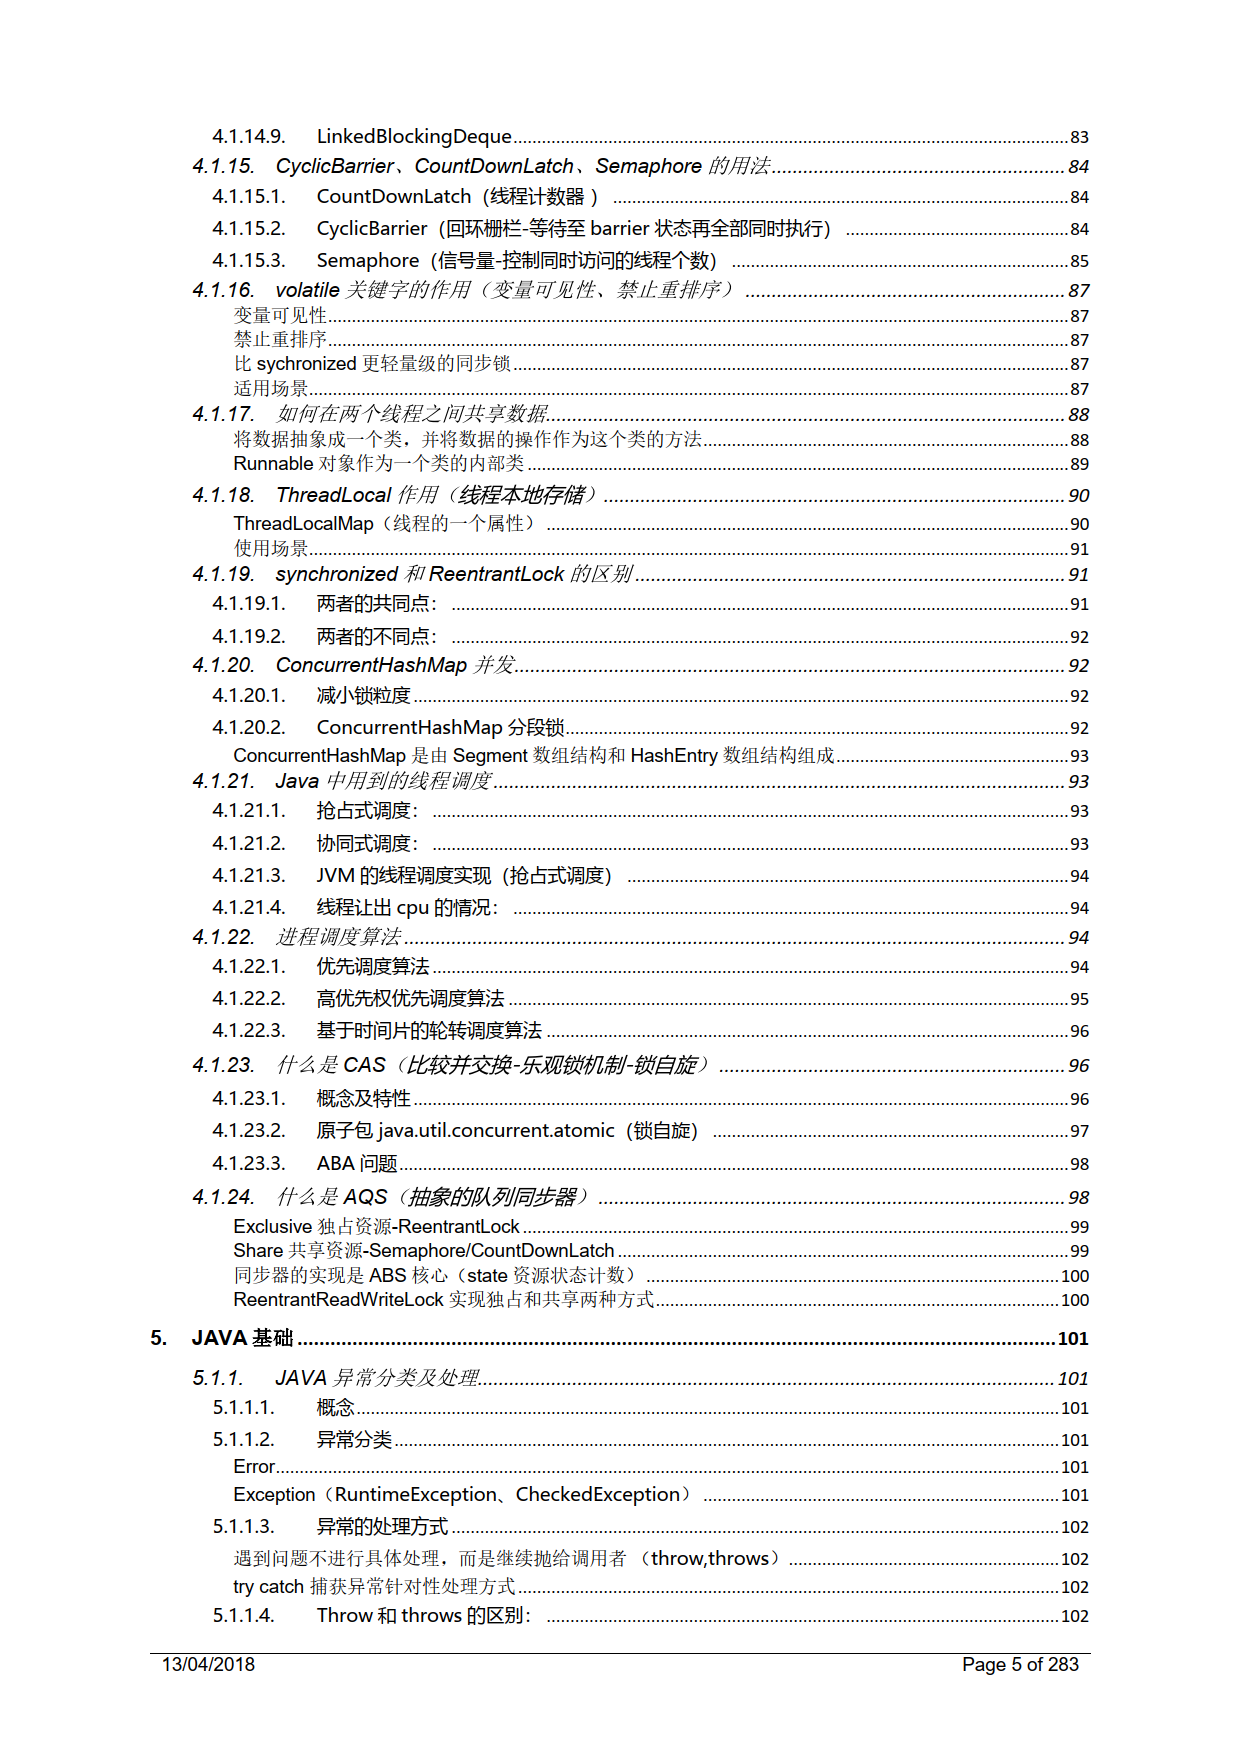 4.1.14.9. LinkedBlockingDeque 83
4.1.15. CyclicBarrier、CountDownLatch、Semaphore 的用法 84
4.1.15.1. CountDownLatch（线程计数器 ） 84
4.1.15.2. CyclicBarrier（回环栅栏-等待至 barrier 状态再全部同时执行） 84
4.1.15.3. Semaphore（信号量-控制同时访问的线程个数） 85
4.1.16. volatile 关键字的作用（变量可见性、禁止重排序） 87
变量可见性 87
禁止重排序 87
比 sychronized 更轻量级的同步锁 87
适用场景 87
4.1.17. 如何在两个线程之间共享数据 88
将数据抽象成一个类，并将数据的操作作为这个类的方法 88
Runnable 对象作为一个类的内部类 89
4.1.18. ThreadLocal 作用（线程本地存储） 90
ThreadLocalMap（线程的一个属性） 90
使用场景 91
4.1.19. synchronized 和 ReentrantLock 的区别 91
4.1.19.1. 两者的共同点： 91
4.1.19.2. 两者的不同点： 92
4.1.20. ConcurrentHashMap 并发 92
4.1.20.1. 减小锁粒度 92
4.1.20.2. ConcurrentHashMap 分段锁 92
ConcurrentHashMap 是由 Segment 数组结构和 HashEntry 数组结构组成 93
4.1.21. Java 中用到的线程调度 93
4.1.21.1. 抢占式调度： 93
4.1.21.2. 协同式调度： 93
4.1.21.3. JVM 的线程调度实现（抢占式调度） 94
4.1.21.4. 线程让出 cpu 的情况： 94
4.1.22. 进程调度算法 94
4.1.22.1. 优先调度算法 94
4.1.22.2. 高优先权优先调度算法 95
4.1.22.3. 基于时间片的轮转调度算法 96
4.1.23. 什么是 CAS（比较并交换-乐观锁机制-锁自旋） 96
4.1.23.1. 概念及特性 96
4.1.23.2. 原子包 java.util.concurrent.atomic（锁自旋） 97
4.1.23.3. ABA 问题 98
4.1.24. 什么是 AQS（抽象的队列同步器） 98
Exclusive 独占资源-ReentrantLock 99
Share 共享资源-Semaphore/CountDownLatch 99
同步器的实现是 ABS 核心（state 资源状态计数） 100
ReentrantReadWriteLock 实现独占和共享两种方式 100
5. JAVA 基础 101
5.1.1. JAVA 异常分类及处理 101
5.1.1.1. 概念 101
5.1.1.2. 异常分类 101
Error 101
Exception（RuntimeException、CheckedException） 101
5.1.1.3. 异常的处理方式 102
遇到问题不进行具体处理，而是继续抛给调用者 （throw,throws） 102
try catch 捕获异常针对性处理方式 102
5.1.1.4. Throw 和 throws 的区别： 102
13/04/2018 Page 5 of 283